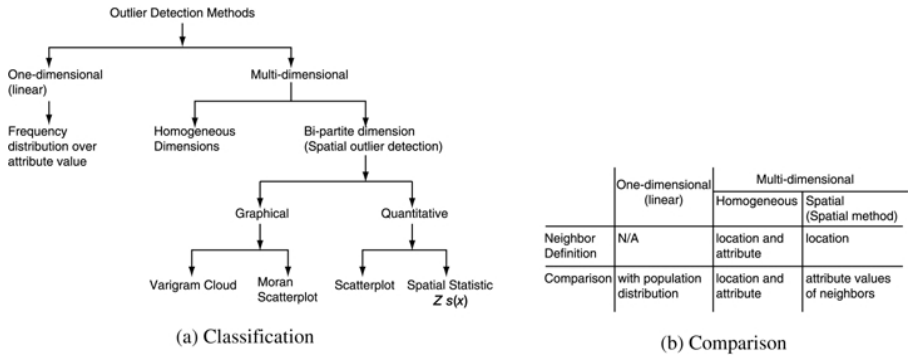 Outlier Detection Methods
One-dimensional
(linear)
Multi-dimensional
Frequency
distribution over
attribute value
Homogeneous
Dimensions
Bi-partite dimension
(Spatial outlier detection)
Graphical
Quantitative
Varigram Cloud
Moran
Scatterplot
Scatterplot
Spatial Statistic
Z s(x)
(a) Classification
One-dimensional
(linear)
Multi-dimensional
Homogeneous
Spatial
(Spatial method)
Neighbor
Definition
N/A
location and
attribute
location
Comparison
with population
distribution
location and
attribute
attribute values
of neighbors
(b) Comparison